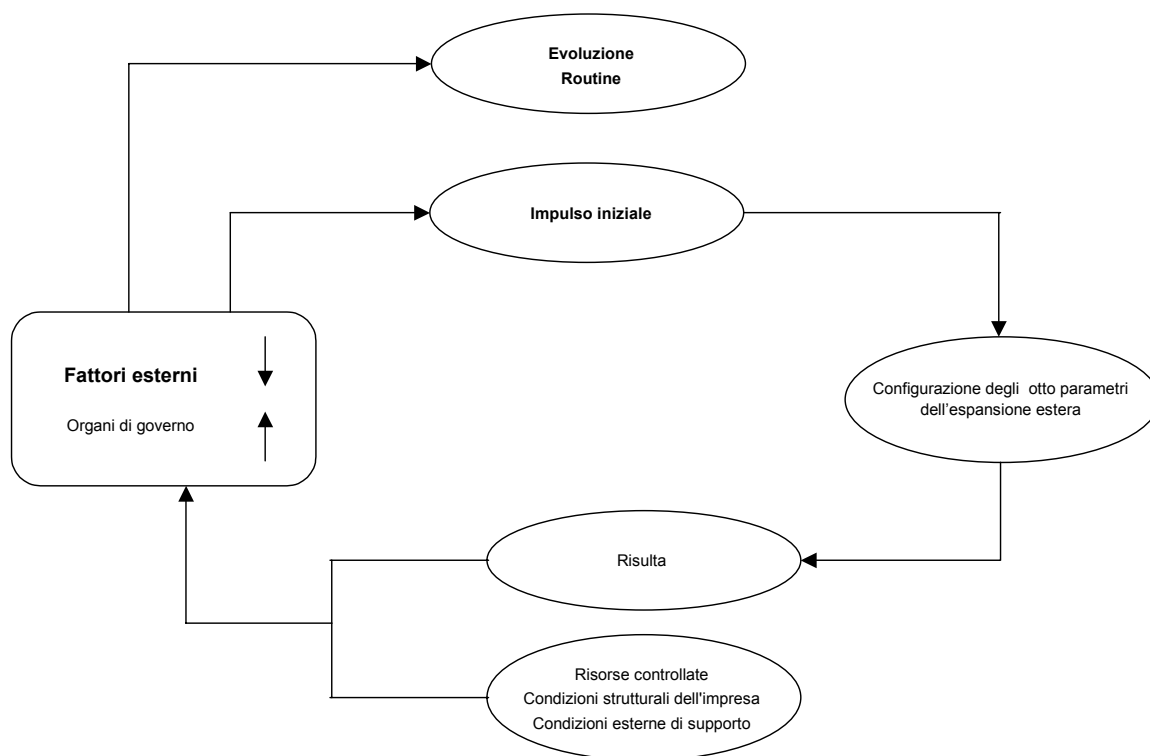 Evoluzione
Routine
Impulso iniziale
Fattori esterni
Organi di governo
Configurazione degli otto parametri
dell'espansione estera
Risulta
Risorse controllate
Condizioni strutturali dell'impresa
Condizioni esterne di supporto